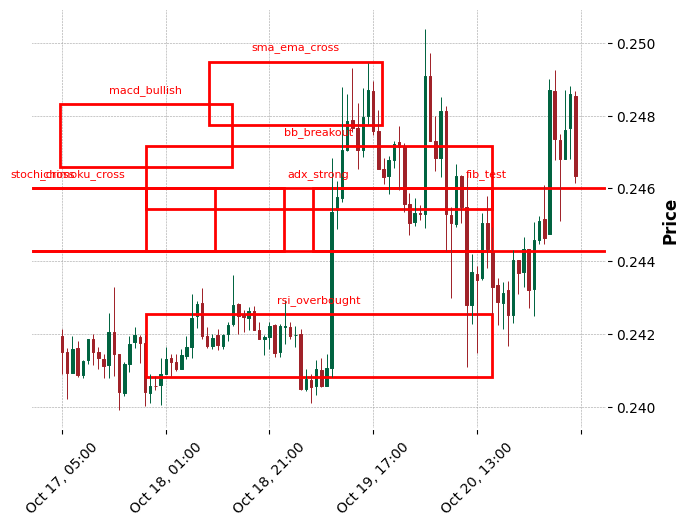 sma_ema_cross
macd_bullish
bb_breakout
adx_strong
fib_test
rsi_overbought
0.250
0.248
0.246
0.244
0.242
0.240
Price
Oct 17, 05:00
Oct 18, 01:00
Oct 18, 21:00
Oct 19, 17:00
Oct 20, 13:00